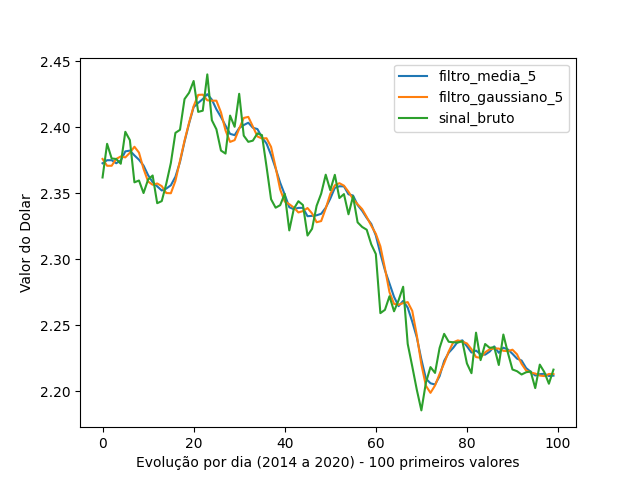 2.45
2.40
2.35
2.30
2.25
2.20
Valor do Dolar
filtro_media_5
filtro_gaussiano_5
sinal_bruto
0
20
40
60
80
100
Evolução por dia (2014 a 2020) - 100 primeiros valores